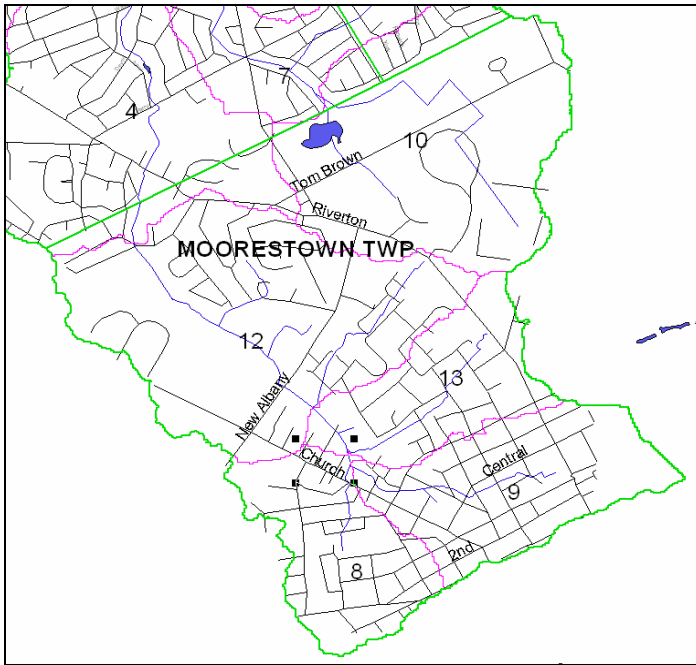 7
4
10
Tom Brown
Riverton
MOORESTOWN TWP
12
13
New Albany
Church
Central
9
2nd
8